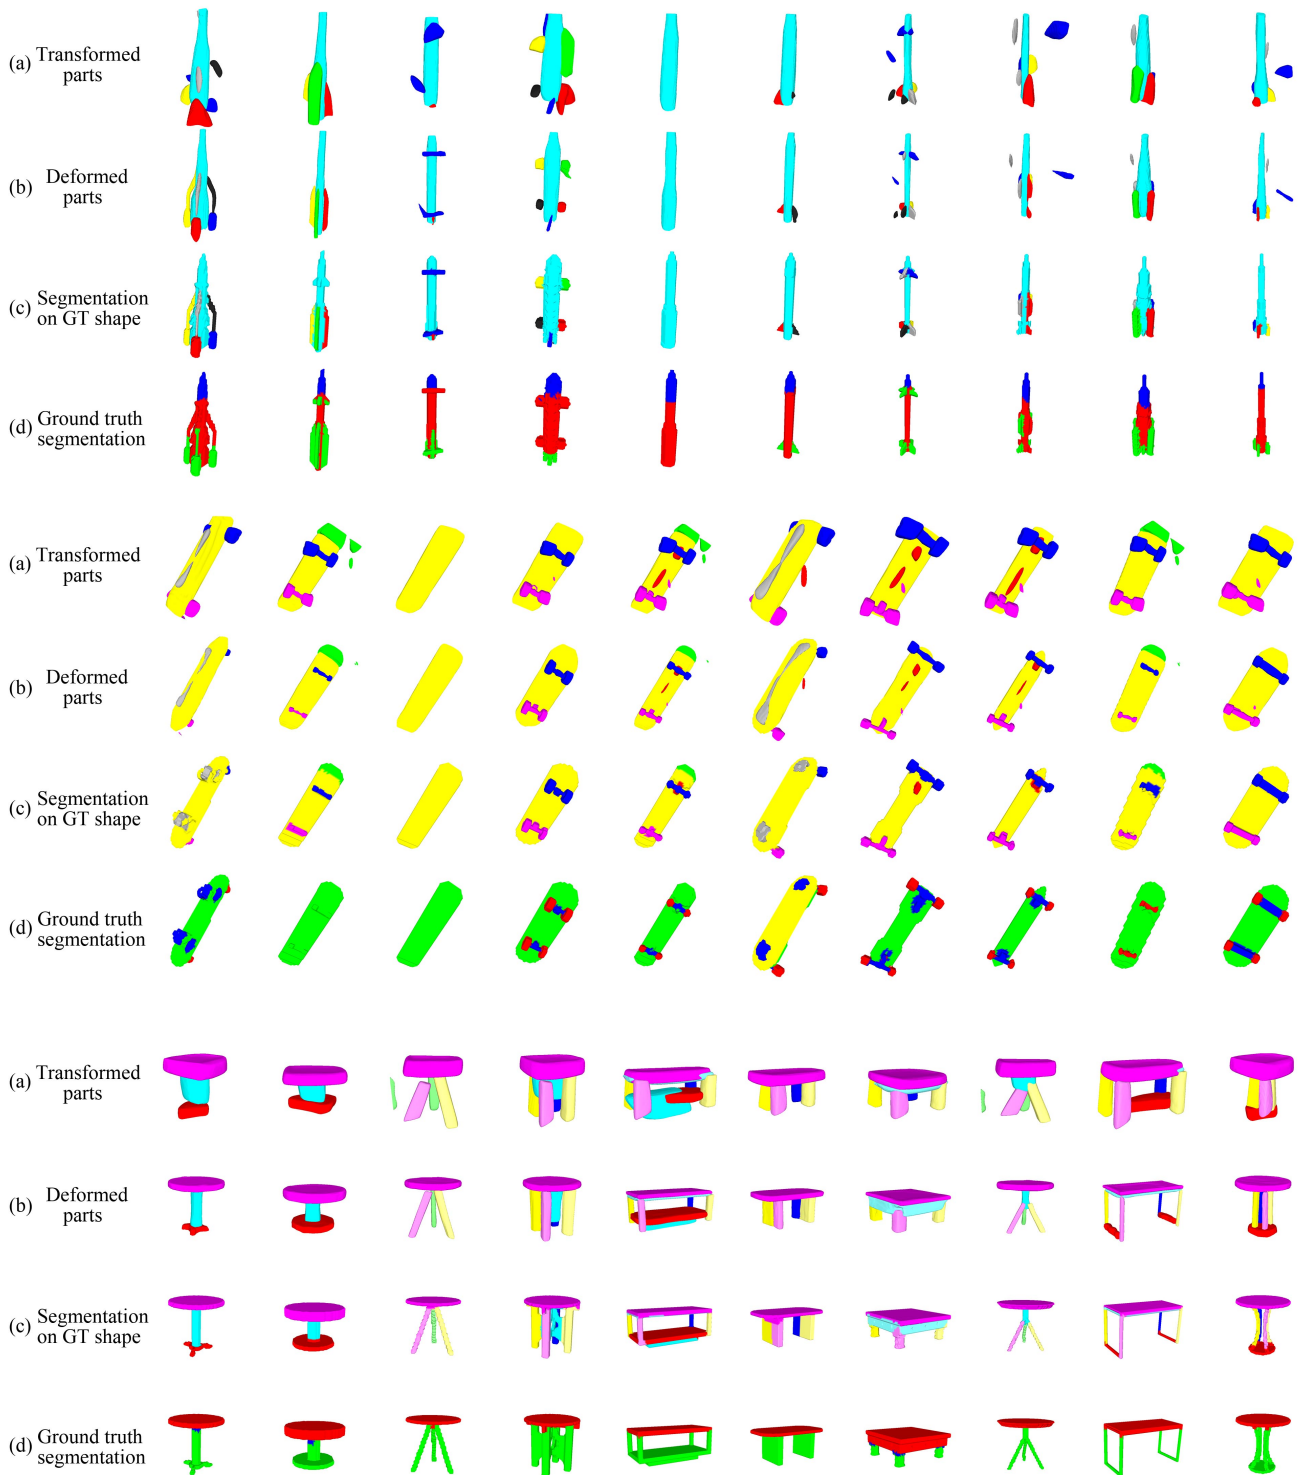 (a) Transformed
parts
(b) Deformed
parts
(c) Segmentation
on GT shape
(d) Ground truth
segmentation
(a) Transformed
parts
(b) Deformed
parts
(c) Segmentation
on GT shape
(d) Ground truth
segmentation
(a) Transformed
parts
(b) Deformed
parts
(c) Segmentation
on GT shape
(d) Ground truth
segmentation